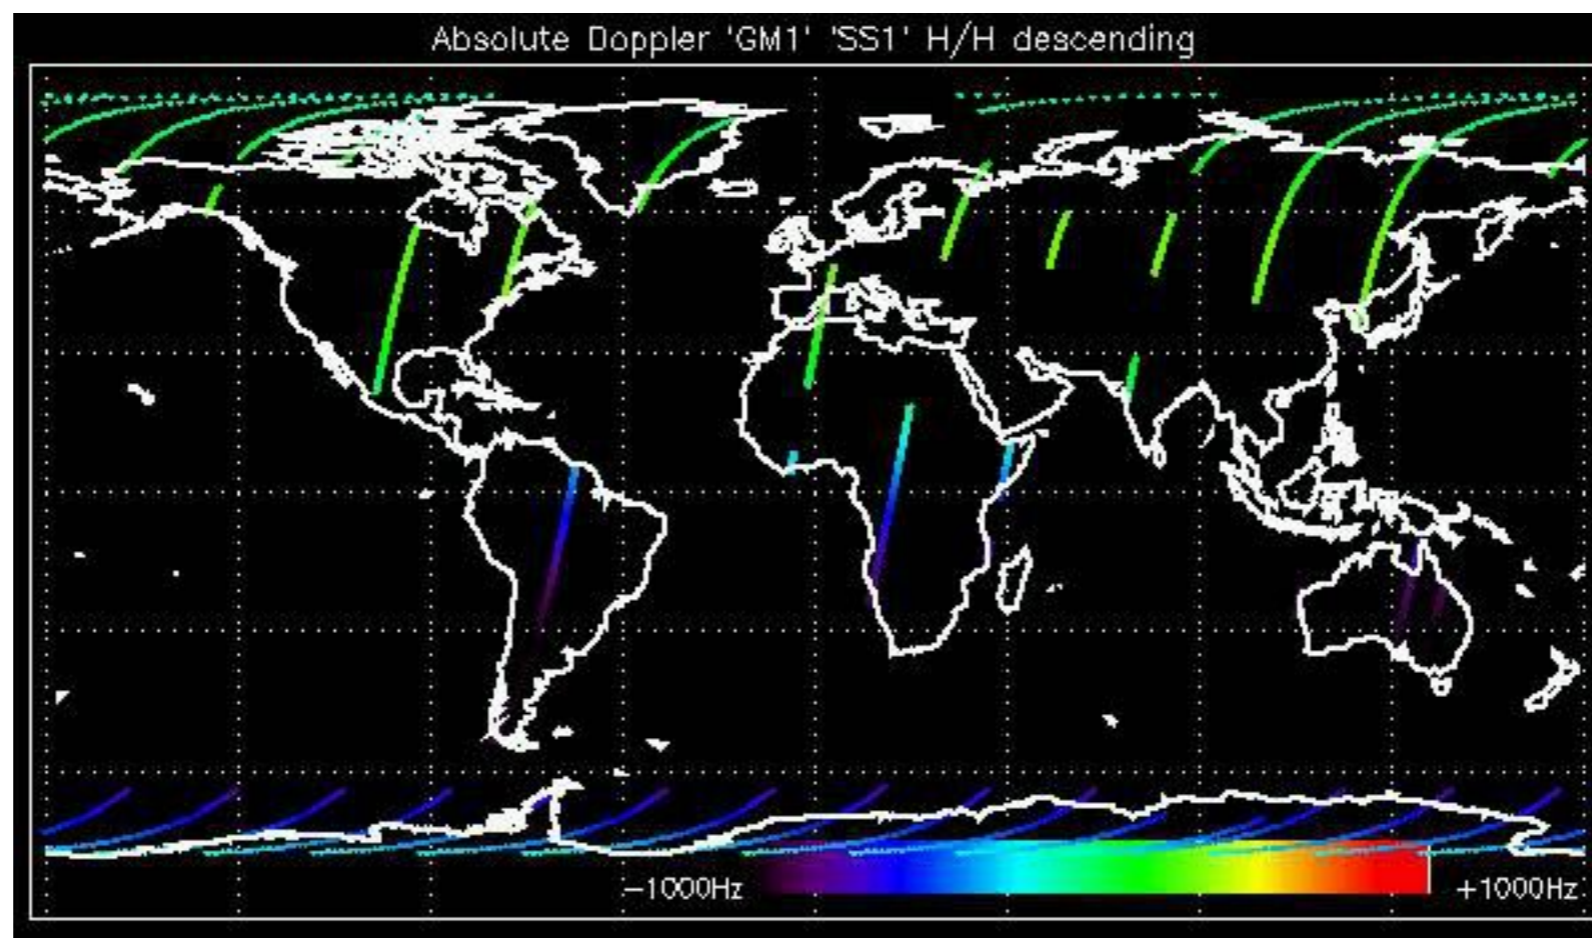 Absolute Doppler 'GM1' 'SS1' H/H descending
-1000Hz +1000Hz